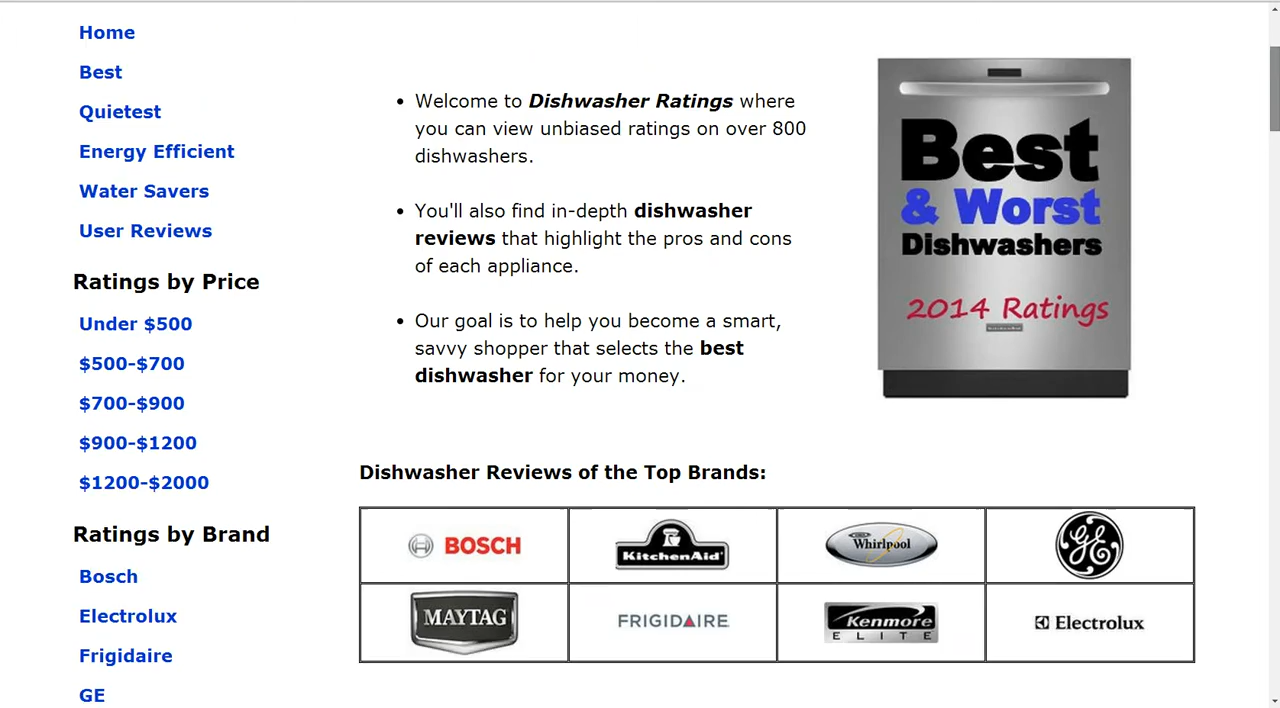 Home
Best
Quietest
Energy Efficient
Water Savers
User Reviews
Ratings by Price
Under $500
$500-$700
$700-$900
$900-$1200
$1200-$2000
Ratings by Brand
Bosch
Electrolux
Frigidaire
GE
Welcome to Dishwasher Ratings where
you can view unbiased ratings on over 800
dishwashers.
You'll also find in-depth dishwasher
reviews that highlight the pros and cons
of each appliance.
Our goal is to help you become a smart,
savvy shopper that selects the best
dishwasher for your money.
Best
& Worst
Dishwashers
2014 Ratings
Dishwasher Reviews of the Top Brands:
BOSCH
KitchenAid
Whirlpool
GE
MAYTAG
FRIGIDAIRE
Kenmore
ELITE
Electrolux